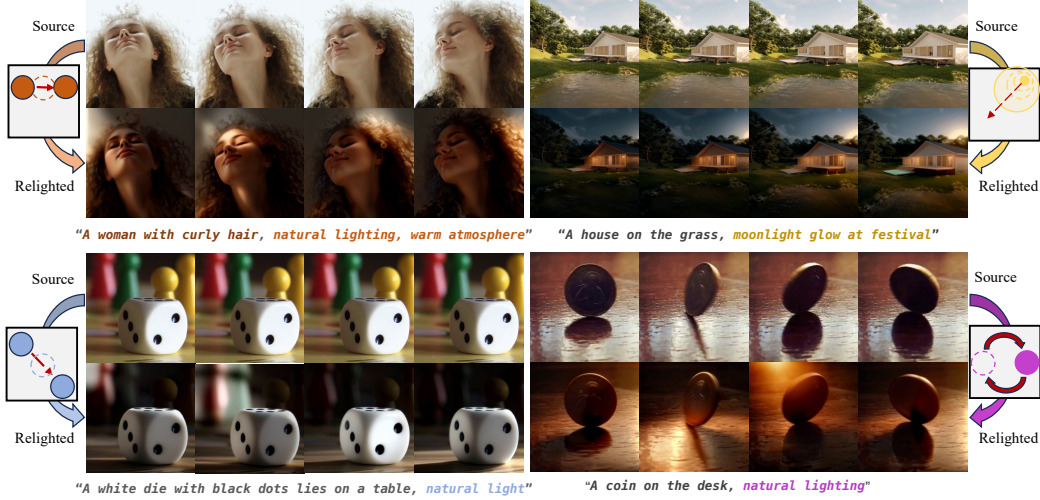 Source
Relighted
“A woman with curly hair, natural lighting, warm atmosphere”
Source
Relighted
“A house on the grass, moonlight glow at festival”
Source
Relighted
“A white die with black dots lies on a table, natural light”
Source
Relighted
“A coin on the desk, natural lighting”